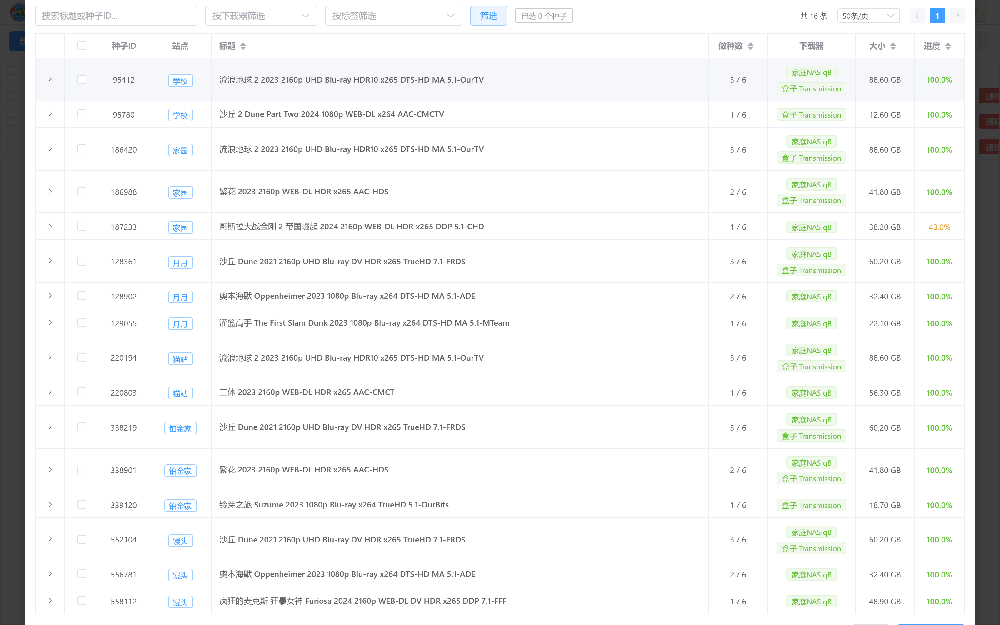 搜索标题或种子ID... 按下载器筛选 按标签筛选 筛选 已选 0 个种子 共 16 条 50条/页 1
种子ID 站点 标题 做种数 下载器 大小 进度
95412 学校 流浪地球 2 2023 2160p UHD Blu-ray HDR10 x265 DTS-HD MA 5.1-OurTV 3 / 6 家庭NAS qB 盒子 Transmission 88.60 GB 100.0%
95780 学校 沙丘 2 Dune Part Two 2024 1080p WEB-DL x264 AAC-CMCTV 1 / 6 盒子 Transmission 12.60 GB 100.0%
186420 家园 流浪地球 2 2023 2160p UHD Blu-ray HDR10 x265 DTS-HD MA 5.1-OurTV 3 / 6 家庭NAS qB 盒子 Transmission 88.60 GB 100.0%
186988 家园 繁花 2023 2160p WEB-DL HDR x265 AAC-HDS 2 / 6 家庭NAS qB 盒子 Transmission 41.80 GB 100.0%
187233 家园 哥斯拉大战金刚 2 帝国崛起 2024 2160p WEB-DL HDR x265 DDP 5.1-CHD 1 / 6 家庭NAS qB 38.20 GB 43.0%
128361 月月 沙丘 Dune 2021 2160p UHD Blu-ray DV HDR x265 TrueHD 7.1-FRDS 3 / 6 家庭NAS qB 盒子 Transmission 60.20 GB 100.0%
128902 月月 奥本海默 Oppenheimer 2023 1080p Blu-ray x264 DTS-HD MA 5.1-ADE 2 / 6 家庭NAS qB 32.40 GB 100.0%
129055 月月 灌篮高手 The First Slam Dunk 2023 1080p Blu-ray x264 DTS-HD MA 5.1-MTeam 1 / 6 家庭NAS qB 22.10 GB 100.0%
220194 猫站 流浪地球 2 2023 2160p UHD Blu-ray HDR10 x265 DTS-HD MA 5.1-OurTV 3 / 6 家庭NAS qB 盒子 Transmission 88.60 GB 100.0%
220803 猫站 三体 2023 2160p WEB-DL HDR x265 AAC-CMCT 1 / 6 家庭NAS qB 56.30 GB 100.0%
338219 铂金家 沙丘 Dune 2021 2160p UHD Blu-ray DV HDR x265 TrueHD 7.1-FRDS 3 / 6 家庭NAS qB 盒子 Transmission 60.20 GB 100.0%
338901 铂金家 繁花 2023 2160p WEB-DL HDR x265 AAC-HDS 2 / 6 家庭NAS qB 盒子 Transmission 41.80 GB 100.0%
339120 铂金家 铃芽之旅 Suzume 2023 1080p Blu-ray x264 TrueHD 5.1-OurBits 1 / 6 盒子 Transmission 18.70 GB 100.0%
552104 馒头 沙丘 Dune 2021 2160p UHD Blu-ray DV HDR x265 TrueHD 7.1-FRDS 3 / 6 家庭NAS qB 盒子 Transmission 60.20 GB 100.0%
556781 馒头 奥本海默 Oppenheimer 2023 1080p Blu-ray x264 DTS-HD MA 5.1-ADE 2 / 6 家庭NAS qB 32.40 GB 100.0%
558112 馒头 疯狂的麦克斯 狂暴女神 Furiosa 2024 2160p WEB-DL DV HDR x265 DDP 7.1-FFF 1 / 6 家庭NAS qB 48.90 GB 100.0%
删除
删除
删除